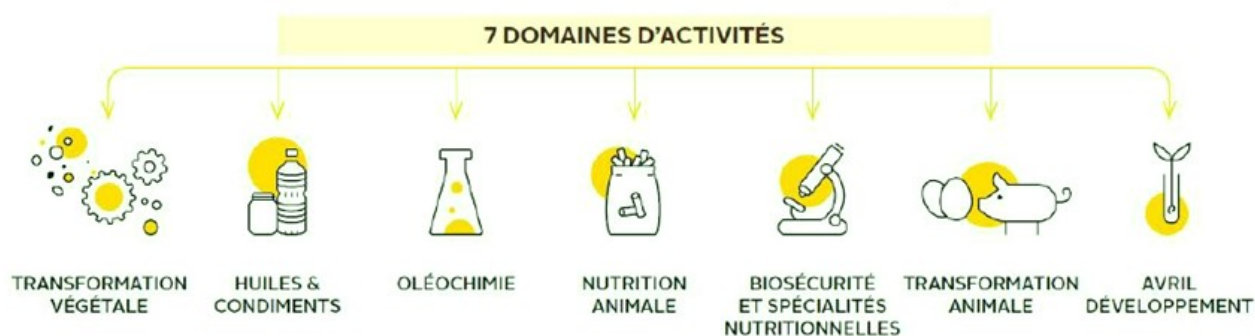 7 DOMAINES D'ACTIVITÉS
TRANSFORMATION
VÉGÉTALE
HUILES &
CONDIMENTS
OLÉOCHIMIE
NUTRITION
ANIMALE
BIOSÉCURITÉ
ET SPÉCIALITÉS
NUTRITIONNELLES
TRANSFORMATION
ANIMALE
AVRIL
DÉVELOPPEMENT